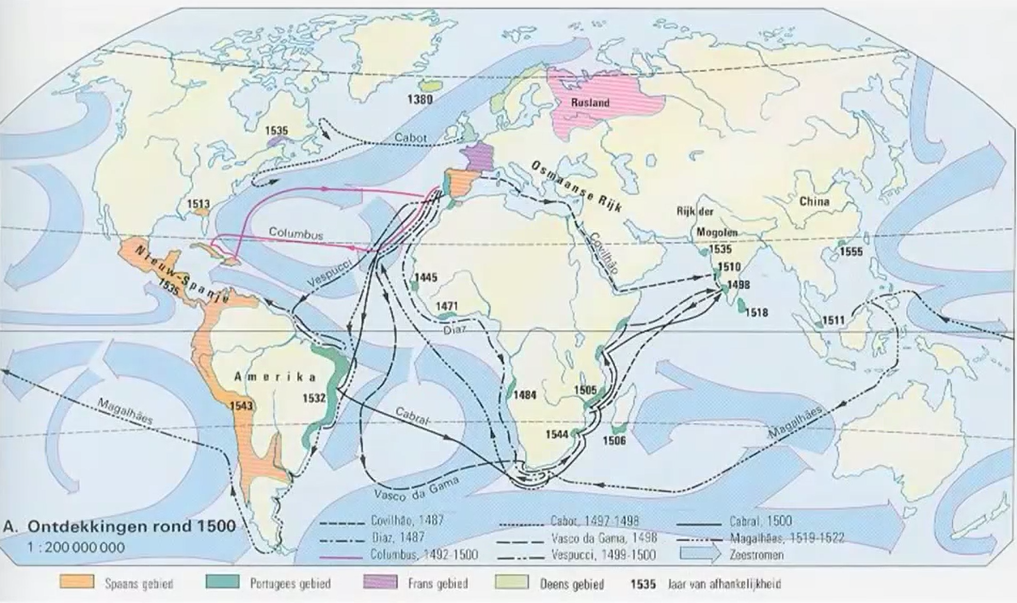 1380
Rusland
1535
Cabot
Osmaanse Rijk
China
1513
Rijk der
Mogolen
Columbus
Covilhão
1535
1555
Nieuw-Spanje
1535
Vespucci
1445
1510
1498
1471
1518
Diaz
1511
Amerika
1532
1543
1484
1505
Magalhães
Cabral
Magalhães
1544
1506
Vasco da Gama
A. Ontdekkingen rond 1500
1 : 200 000 000
Covilhão, 1487
Diaz, 1487
Columbus, 1492-1500
Cabot, 1497-1498
Vasco da Gama, 1498
Vespucci, 1499-1500
Cabral, 1500
Magalhães, 1519-1522
Zeestromen
Spaans gebied
Portugees gebied
Frans gebied
Deens gebied
1535 Jaar van afhankelijkheid